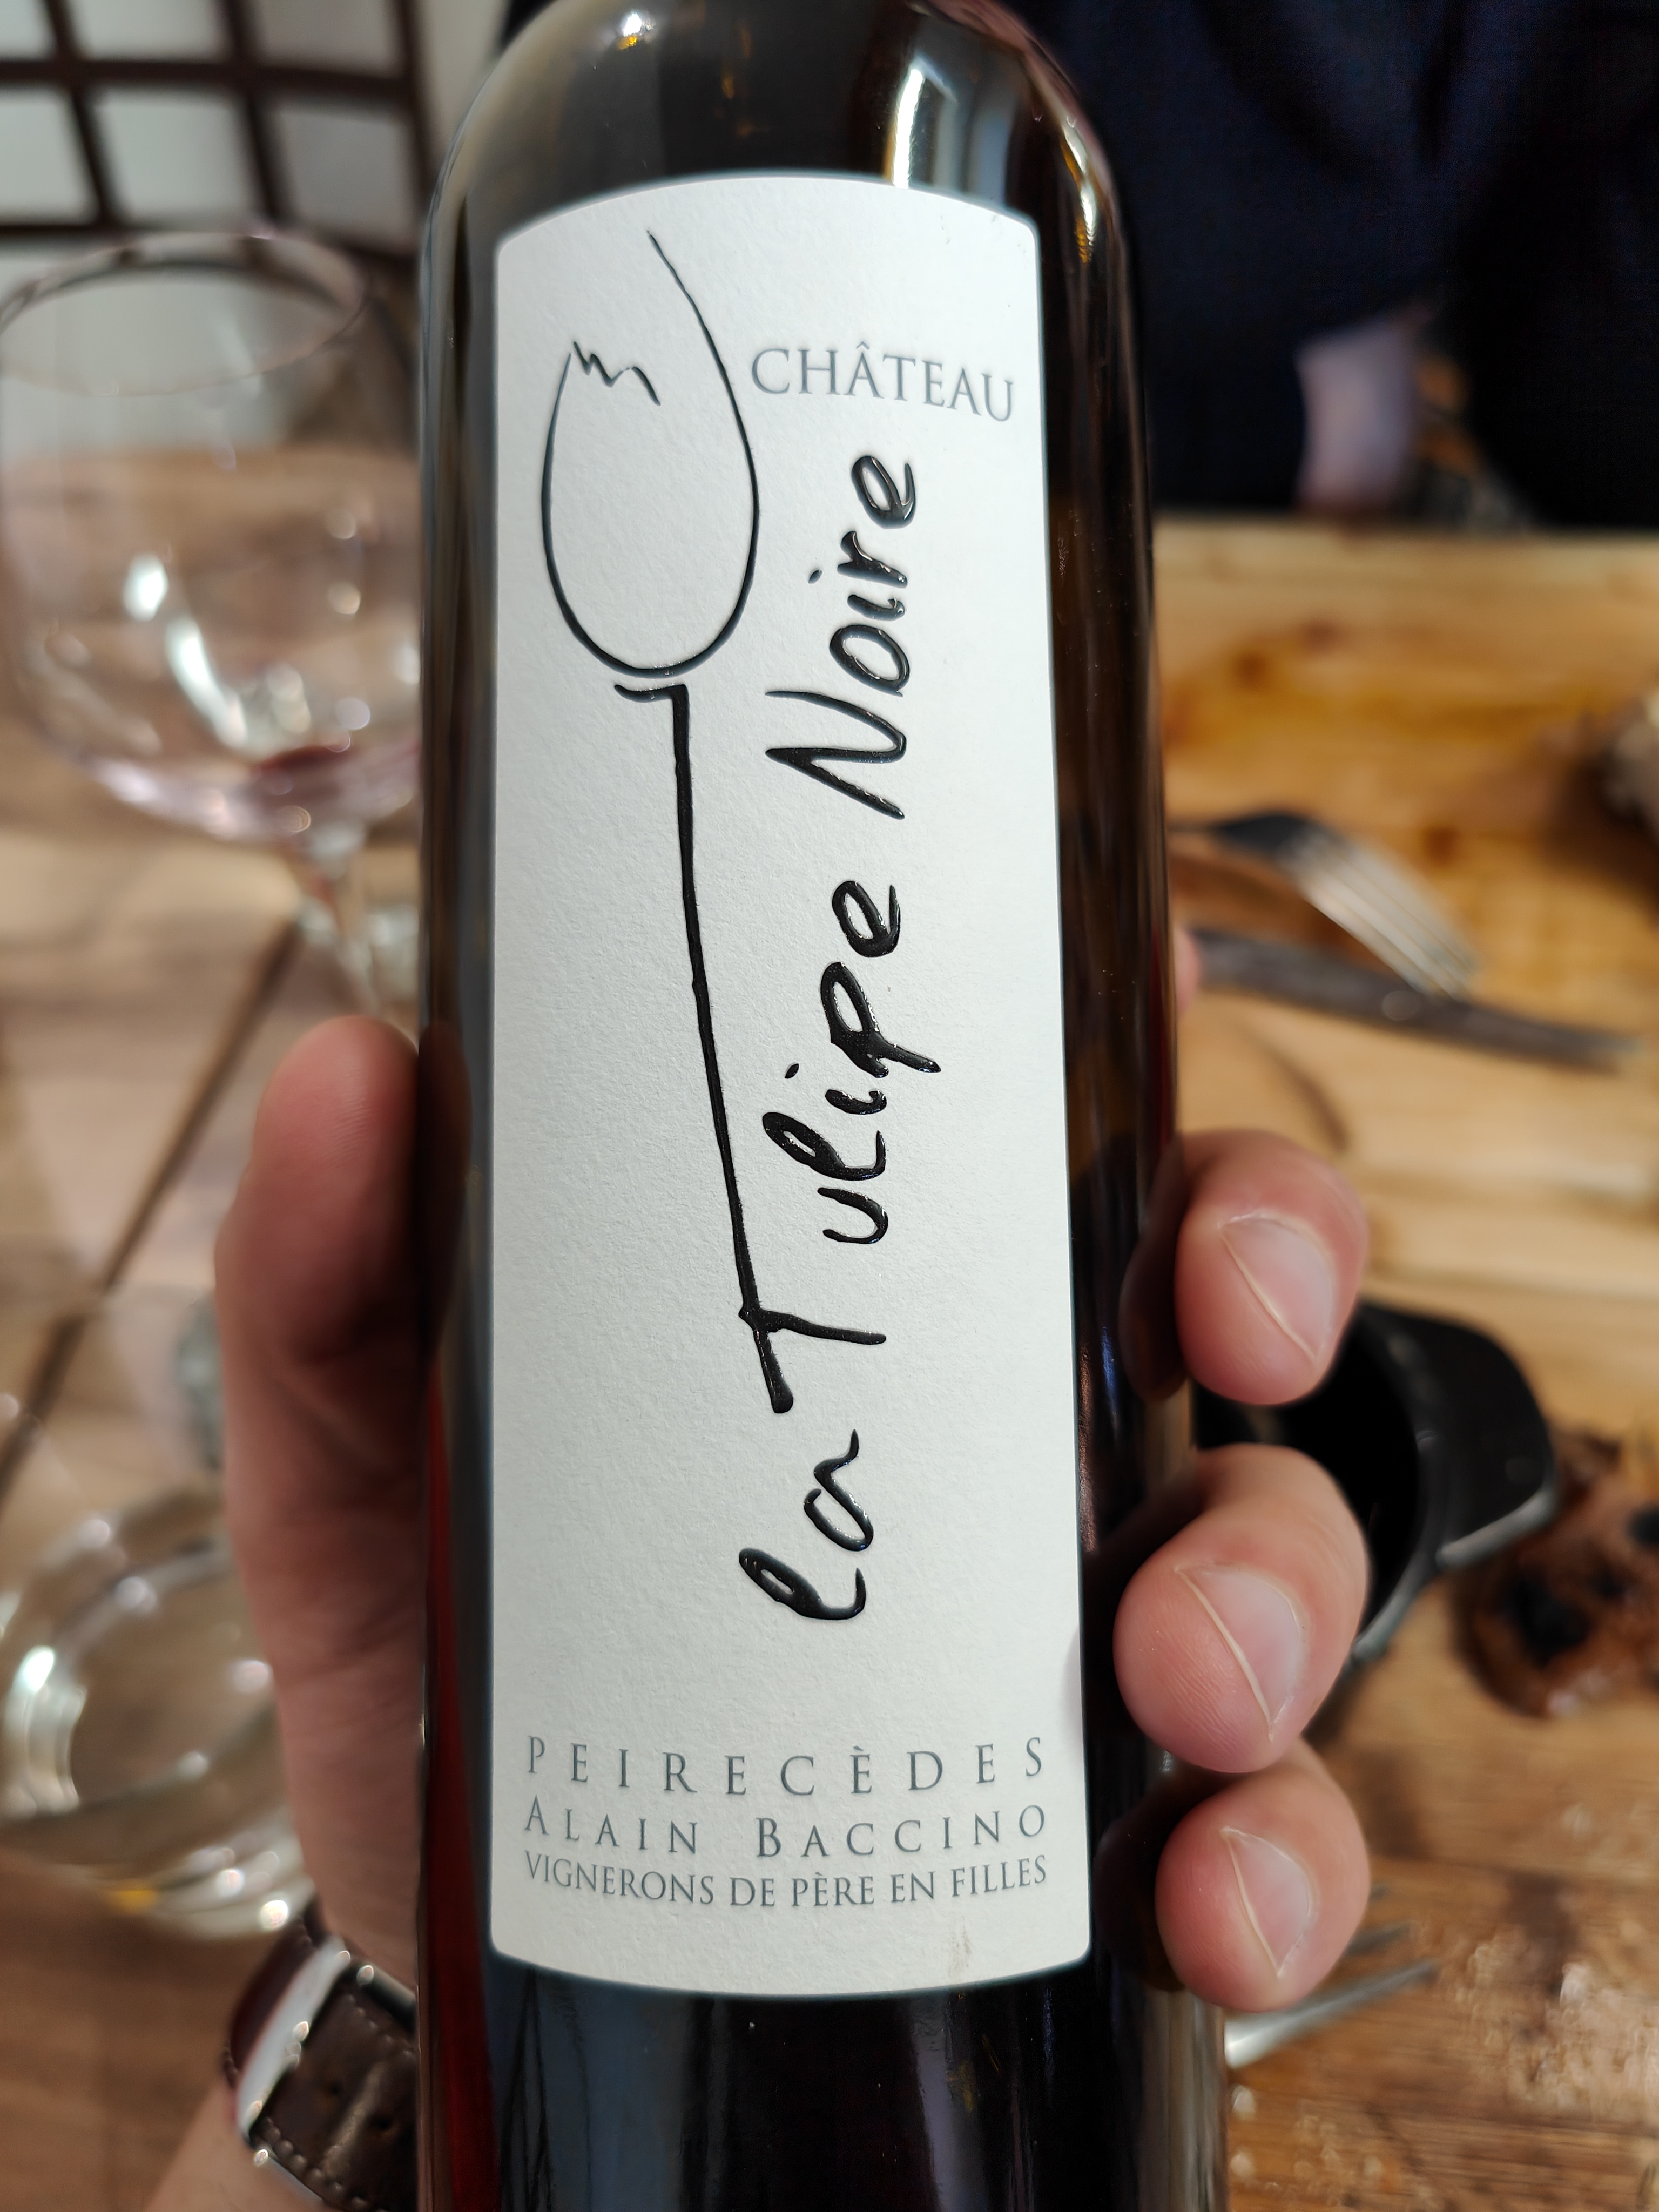 CHÂTEAU
la Tulipe Noire
PEIRECÈDES
ALAIN BACCINO
VIGNERONS DE PÈRE EN FILLES